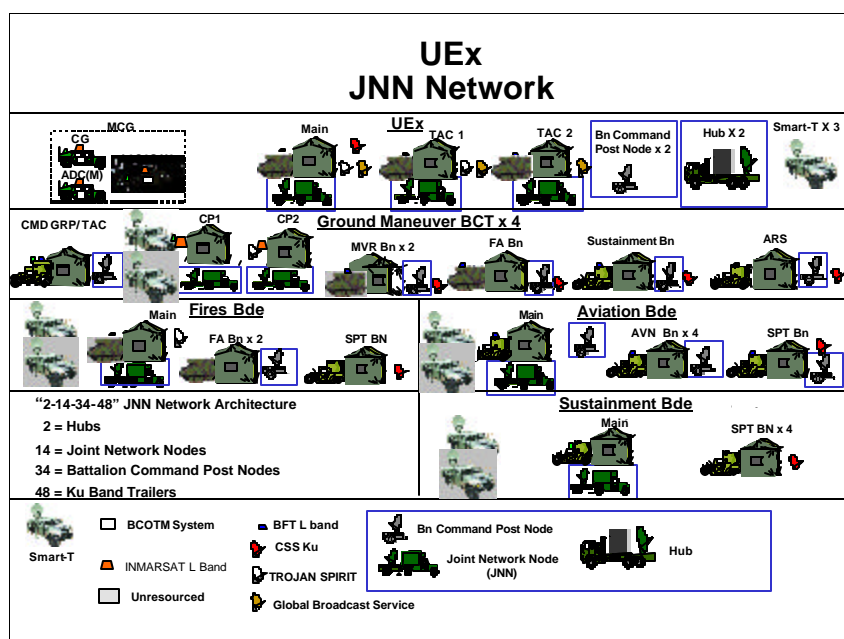 UEx
JNN Network
UEx
MCG
CG
ADC(M)
Main
TAC 1
TAC 2
Bn Command
Post Node x 2
Hub X 2
Smart-T X 3
Ground Maneuver BCT x 4
CMD GRP/TAC
CP1
CP2
MVR Bn x 2
FA Bn
Sustainment Bn
ARS
Fires Bde
Main
FA Bn x 2
SPT BN
Aviation Bde
Main
AVN Bn x 4
SPT Bn
“2-14-34-48” JNN Network Architecture
2 = Hubs
14 = Joint Network Nodes
34 = Battalion Command Post Nodes
48 = Ku Band Trailers
Sustainment Bde
Main
SPT BN x 4
Smart-T
BCOTM System
INMARSAT L Band
Unresourced
BFT L band
CSS Ku
TROJAN SPIRIT
Global Broadcast Service
Bn Command Post Node
Joint Network Node
(JNN)
Hub